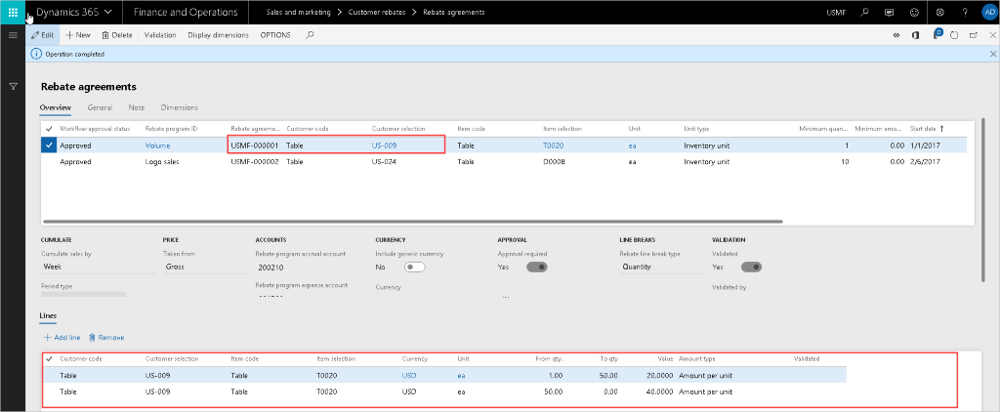 Dynamics 365 Finance and Operations Sales and marketing > Customer rebates > Rebate agreements USMF ? AD
Edit + New Delete Validation Display dimensions OPTIONS 0
Operation completed
Rebate agreements
Overview General Note Dimensions
Workflow approval status Rebate program ID Rebate agreeme... Customer code Customer selection Item code Item selection Unit Unit type Minimum quan... Minimum amo... Start date ↑
Approved Volume USMF-000001 Table US-009 Table T0020 ea Inventory unit 1 0.00 1/1/2017
Approved Logo sales USMF-000002 Table US-024 Table D0008 ea Inventory unit 10 0.00 2/6/2017
CUMULATE PRICE ACCOUNTS CURRENCY APPROVAL LINE BREAKS VALIDATION
Cumulate sales by Taken from Rebate program accrual account Include generic currency Approval required Rebate line break type Validated
Week Gross 200210 No Yes Quantity Yes
Period type Rebate program expense account Currency ... Validated by
Lines
+ Add line Remove
Customer code Customer selection Item code Item selection Currency Unit From qty. To qty Value Amount type Validated
Table US-009 Table T0020 USD ea 1.00 50.00 20.0000 Amount per unit
Table US-009 Table T0020 USD ea 50.00 0.00 40.0000 Amount per unit